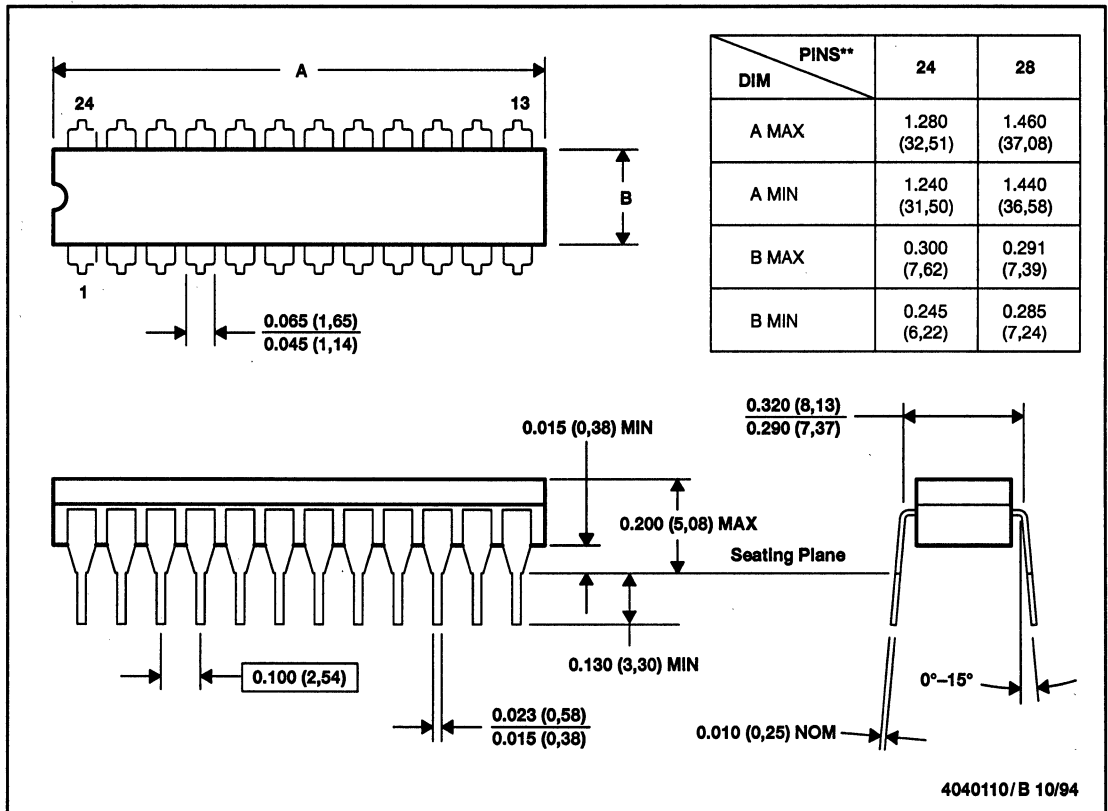 A
24
13
B
1
0.065 (1,65)
0.045 (1,14)
PINS**
DIM
24
28
A MAX
1.280
(32,51)
1.460
(37,08)
A MIN
1.240
(31,50)
1.440
(36,58)
B MAX
0.300
(7,62)
0.291
(7,39)
B MIN
0.245
(6,22)
0.285
(7,24)
0.320 (8,13)
0.290 (7,37)
0.015 (0,38) MIN
0.200 (5,08) MAX
Seating Plane
0.130 (3,30) MIN
0.100 (2,54)
0.023 (0,58)
0.015 (0,38)
0°–15°
0.010 (0,25) NOM
4040110/B 10/94